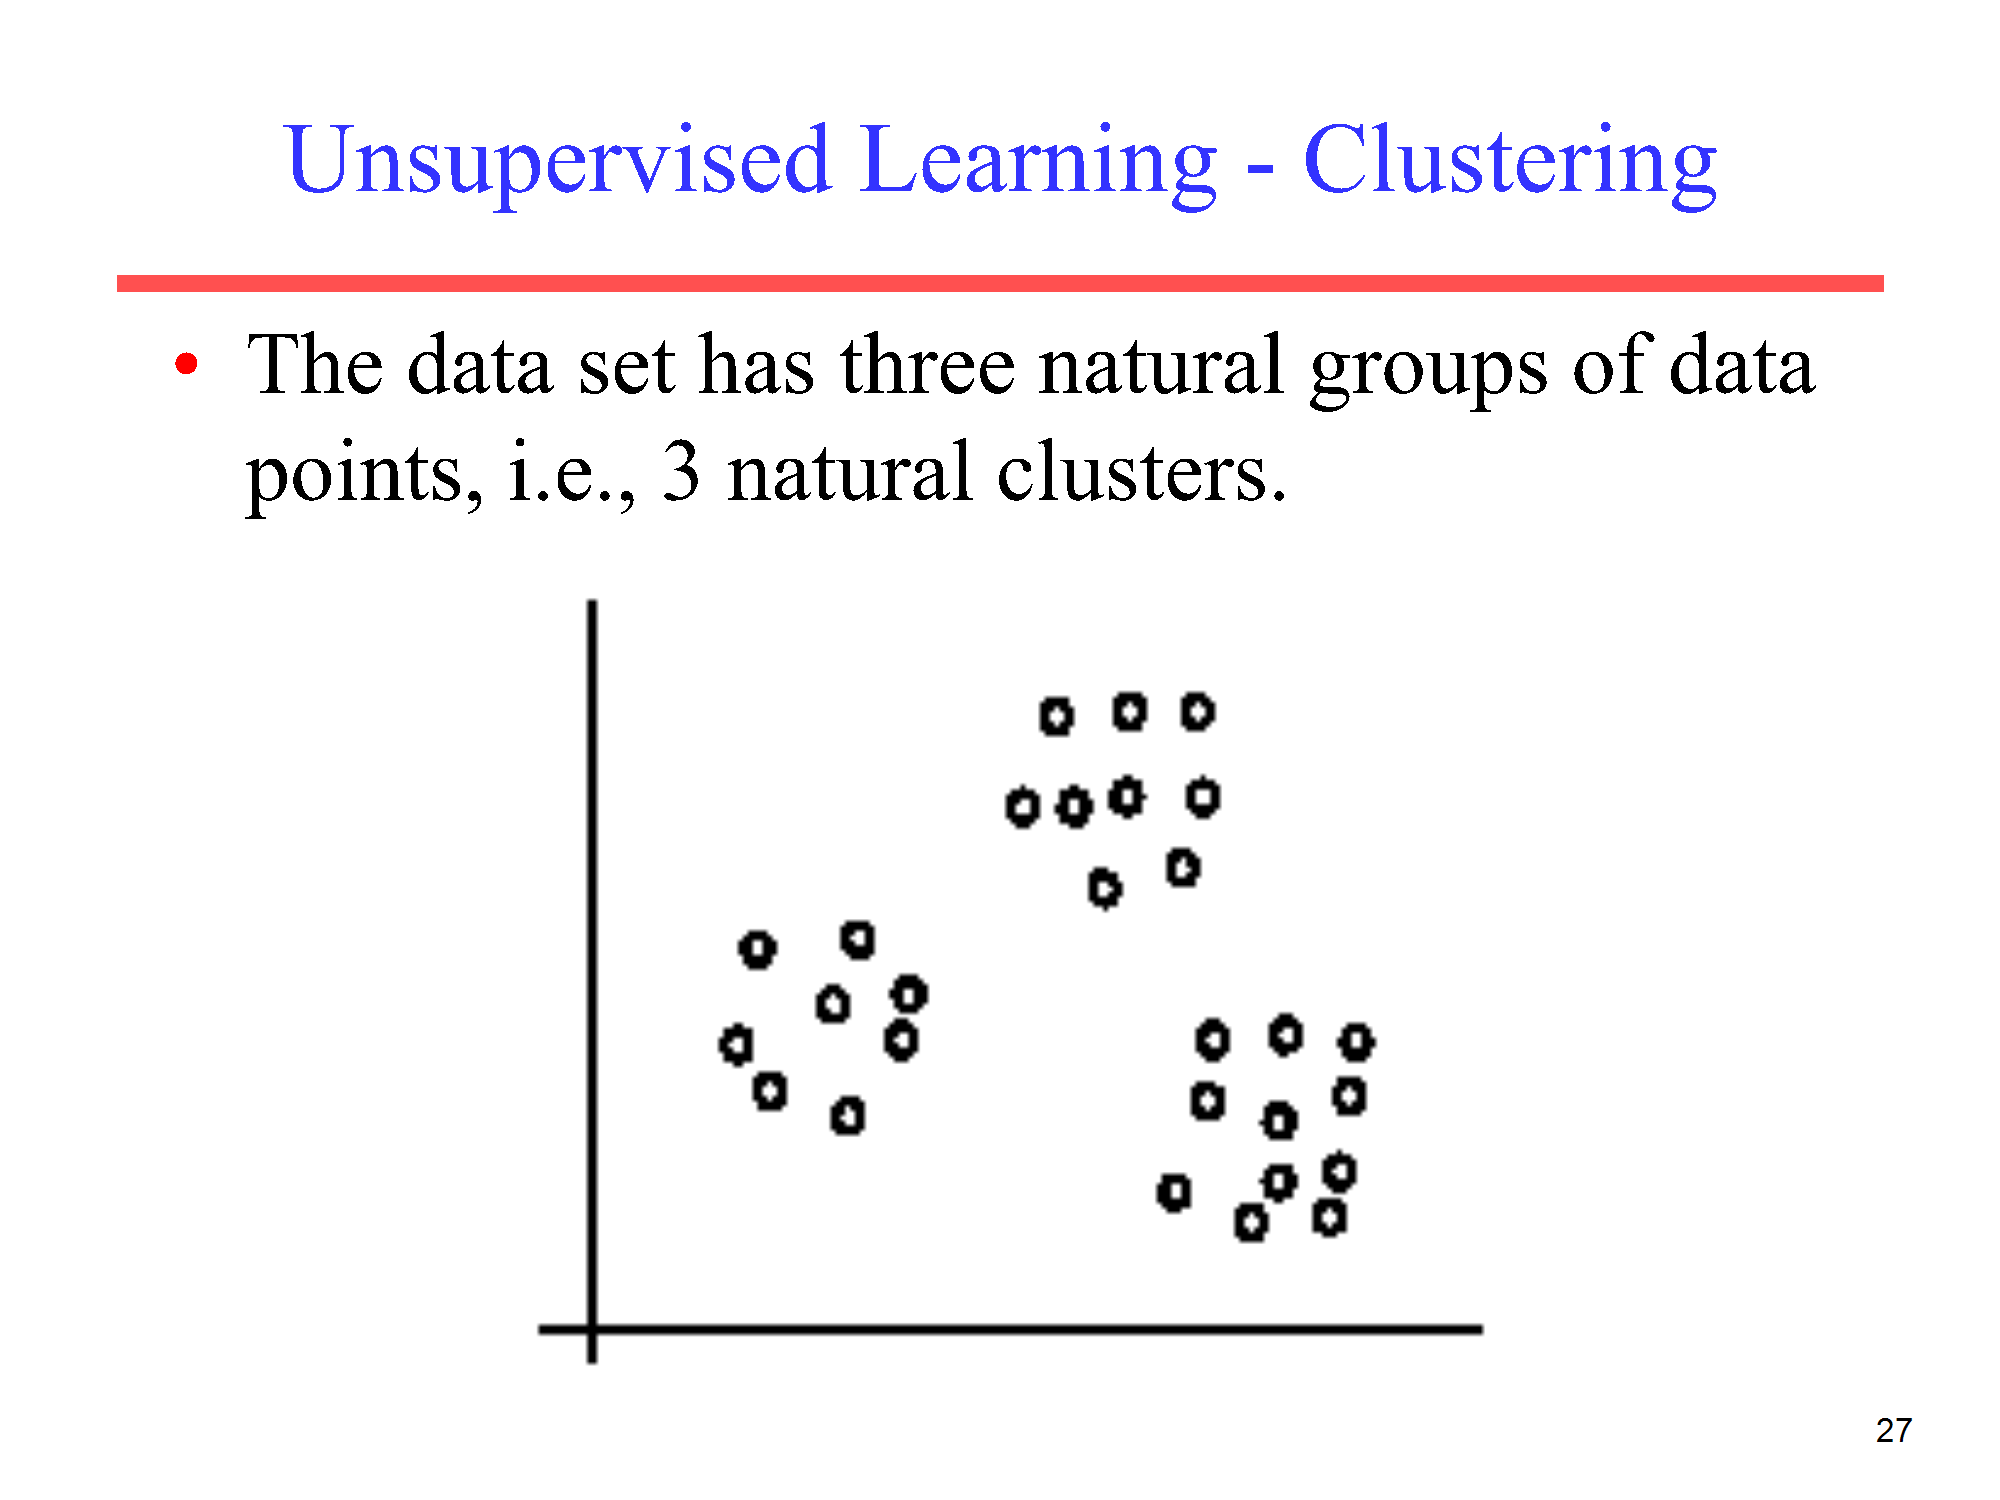 Unsupervised Learning - Clustering
• The data set has three natural groups of data
points, i.e., 3 natural clusters.
27